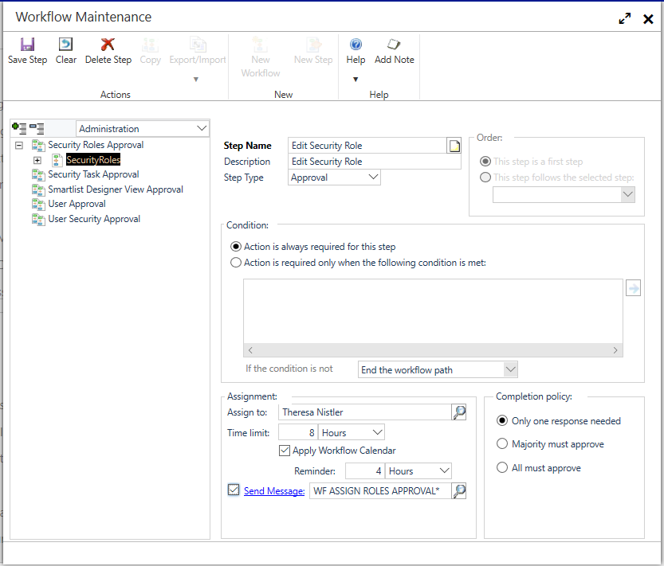 Workflow Maintenance
Save Step Clear Delete Step Copy Export/Import New Workflow New Step Help Add Note
Actions New Help
Administration
Security Roles Approval
SecurityRoles
Security Task Approval
Smartlist Designer View Approval
User Approval
User Security Approval
Step Name Edit Security Role
Description Edit Security Role
Step Type Approval
Order:
This step is a first step
This step follows the selected step:
Condition:
Action is always required for this step
Action is required only when the following condition is met:
If the condition is not End the workflow path
Assignment:
Assign to: Theresa Nistler
Time limit: 8 Hours
Apply Workflow Calendar
Reminder: 4 Hours
Send Message: WF ASSIGN ROLES APPROVAL*
Completion policy:
Only one response needed
Majority must approve
All must approve